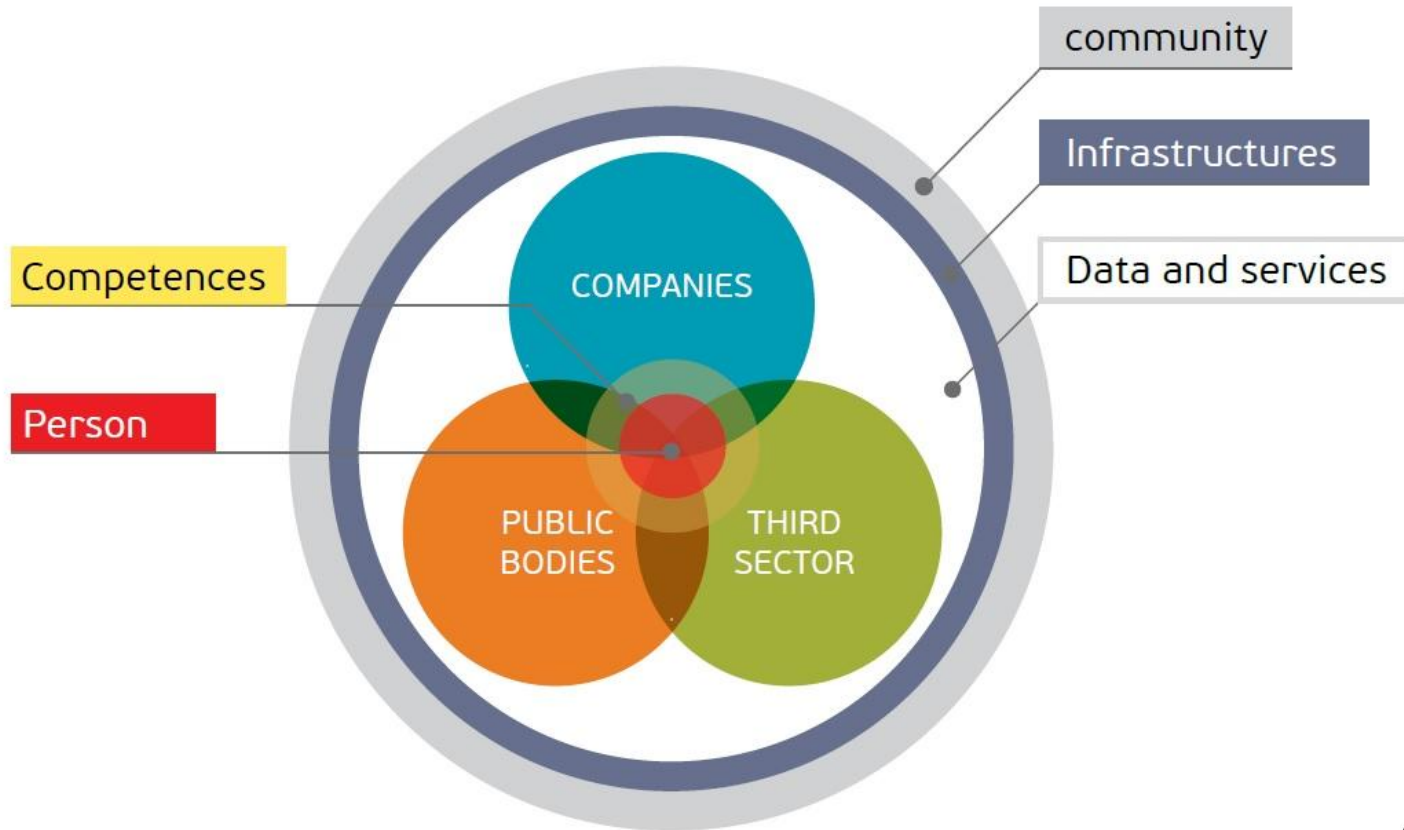 community
Infrastructures
Data and services
Competences
Person
COMPANIES
PUBLIC
BODIES
THIRD
SECTOR